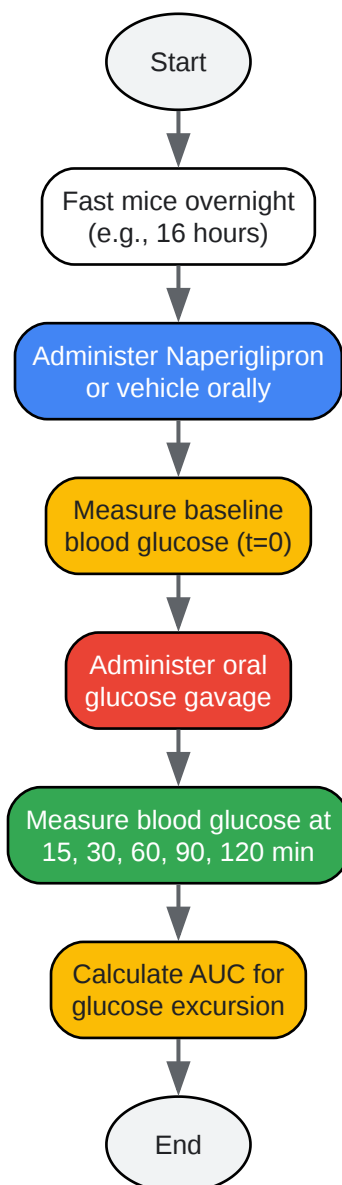 Start
Fast mice overnight
(e.g., 16 hours)
Administer Naperiglipron
or vehicle orally
Measure baseline
blood glucose (t=0)
Administer oral
glucose gavage
Measure blood glucose at
15, 30, 60, 90, 120 min
Calculate AUC for
glucose excursion
End